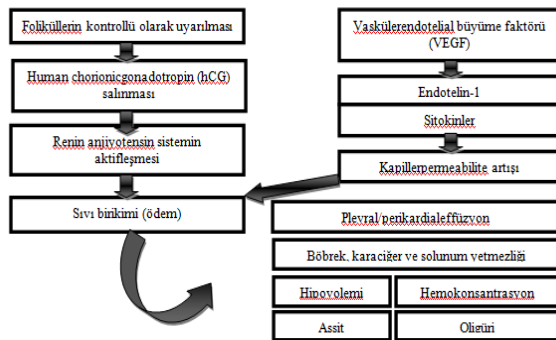 Foliküllerin kontrollü olarak uyarılması
Human chorionicgonadotropin (hCG)
salınması
Renin anjiyotensin sistemin
aktifleşmesi
Sıvı birikimi (ödem)
Vaskülerendotelial büyüme faktörü
(VEGF)
Endotelin-1
Sitokinler
Kapillerpermeabilite artışı
Plevral/perikardialeffüzyon
Böbrek, karaciğer ve solunum yetmezliği
Hipovolemi
Hemokonsantrasyon
Assit
Oligüri